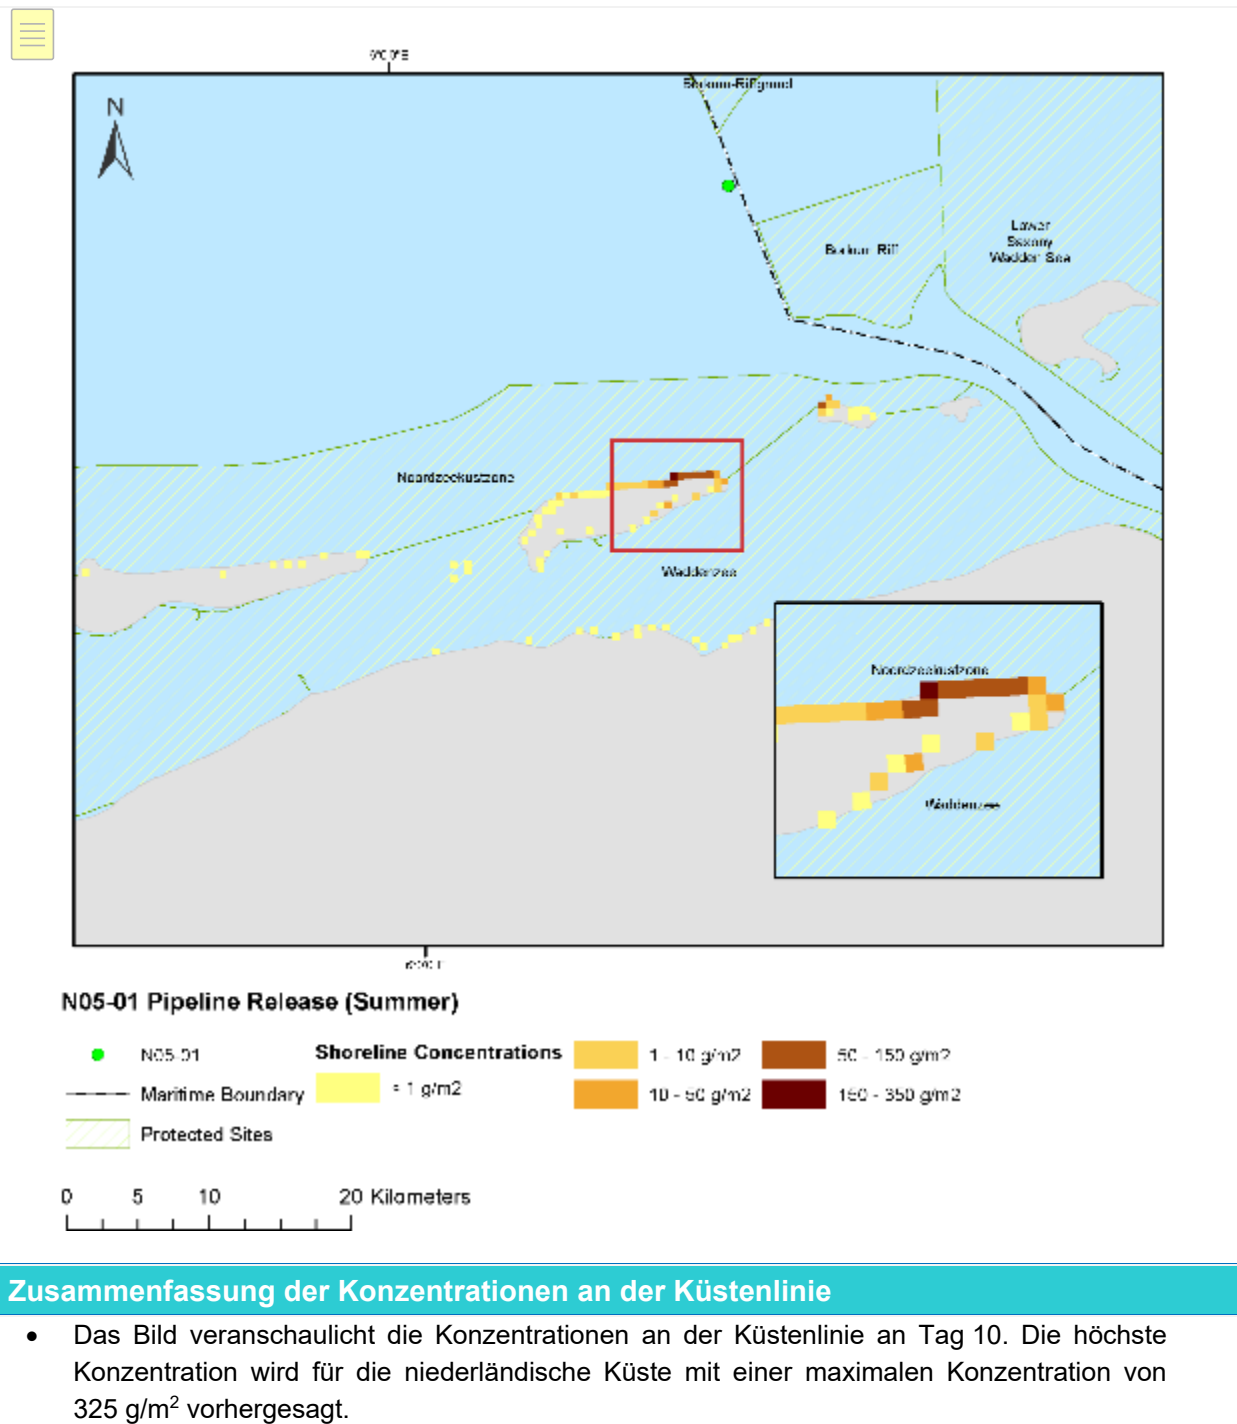 N
Borkum-Riffgrund
Borkum Riff
Lower
Saxony
Wadden Sea
Noordzeekustzone
Waddenzee
Noordzeekustzone
Waddenzee
N05-01 Pipeline Release (Summer)
N05-01
Maritime Boundary
Protected Sites
Shoreline Concentrations
1 g/m2
1 - 10 g/m2
10 - 50 g/m2
50 - 150 g/m2
150 - 350 g/m2
0 5 10 20 Kilometers
Zusammenfassung der Konzentrationen an der Küstenlinie
• Das Bild veranschaulicht die Konzentrationen an der Küstenlinie an Tag 10. Die höchste
Konzentration wird für die niederländische Küste mit einer maximalen Konzentration von
325 g/m² vorhergesagt.